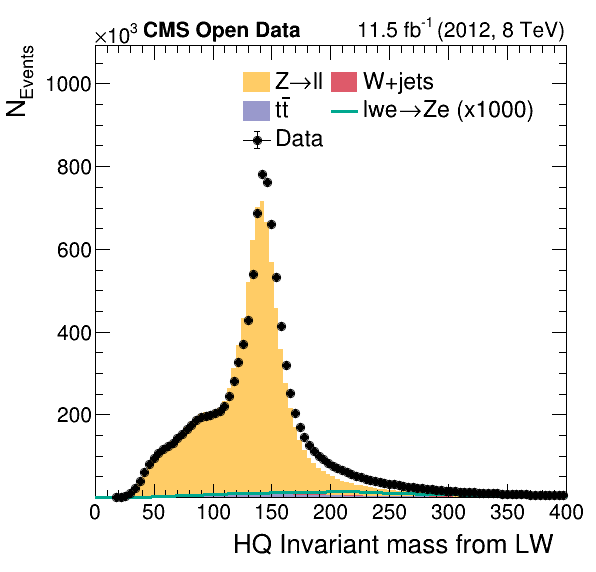 ×10³ CMS Open Data 11.5 fb⁻¹ (2012, 8 TeV)
N_Events
1000
800
600
400
200
Z→ll W+jets
tt̄ lwe→Ze (x1000)
Data
0 50 100 150 200 250 300 350 400
HQ Invariant mass from LW